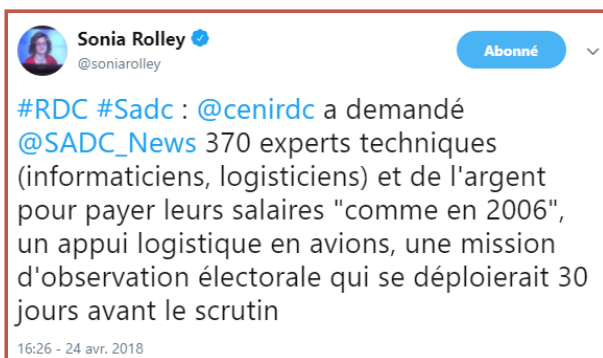 Sonia Rolley
@soniarolley
Abonné
#RDC #Sadc : @cenirdc a demandé
@SADC_News 370 experts techniques
(informaticiens, logisticiens) et de l'argent
pour payer leurs salaires "comme en 2006",
un appui logistique en avions, une mission
d'observation électorale qui se déploierait 30
jours avant le scrutin
16:26 - 24 avr. 2018